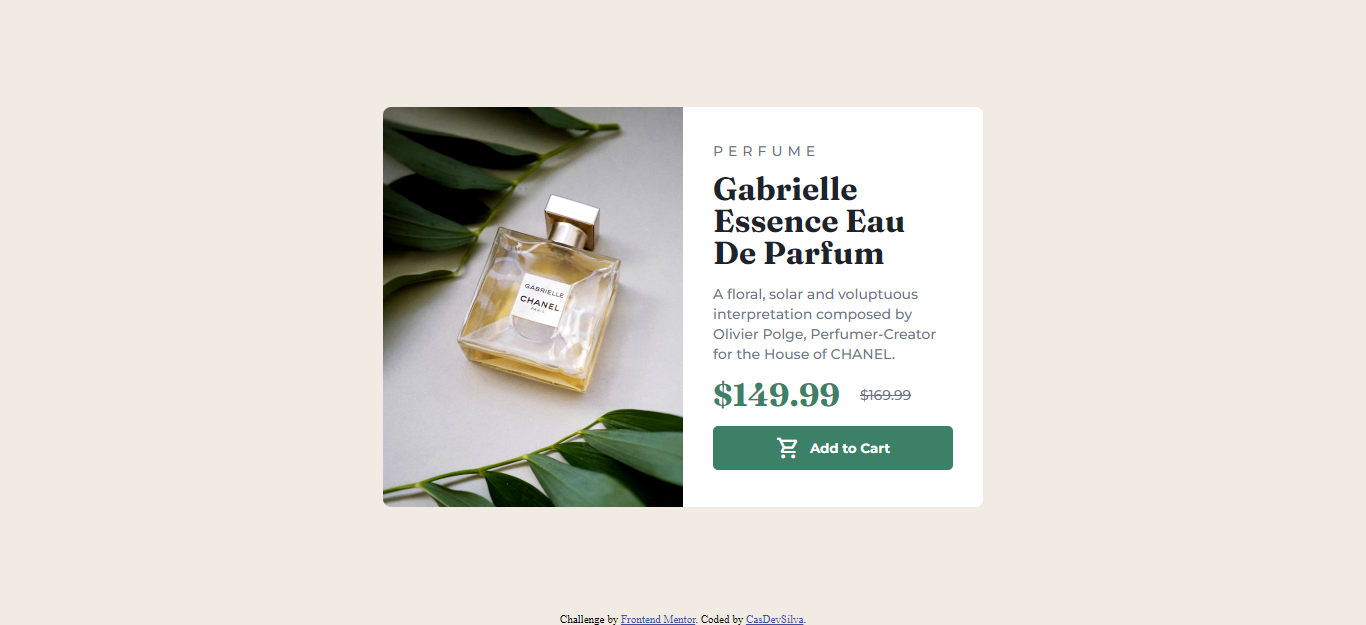 PERFUME
Gabrielle
Essence Eau
De Parfum
A floral, solar and voluptuous
interpretation composed by
Olivier Polge, Perfumer-Creator
for the House of CHANEL.
$149.99 $169.99
Add to Cart
GABRIELLE
CHANEL
PARIS
Challenge by Frontend Mentor. Coded by CasDevSilva.